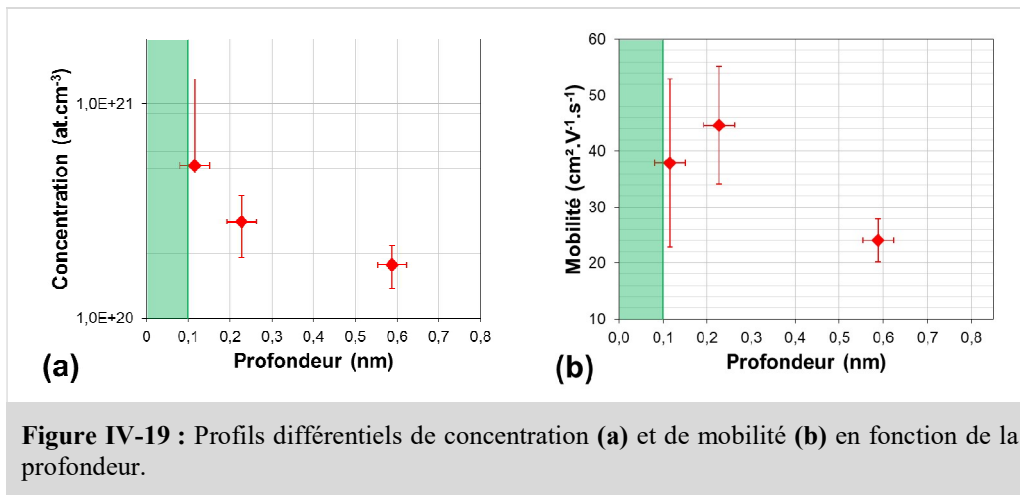 Concentration (at.cm-3)
1,0E+21
1,0E+20
0 0,1 0,2 0,3 0,4 0,5 0,6 0,7 0,8
Profondeur (nm)
(a)
Mobilité (cm².V-1.s-1)
60
50
40
30
20
10
0,0 0,1 0,2 0,3 0,4 0,5 0,6 0,7 0,8
Profondeur (nm)
(b)
Figure IV-19 : Profils différentiels de concentration (a) et de mobilité (b) en fonction de la
profondeur.